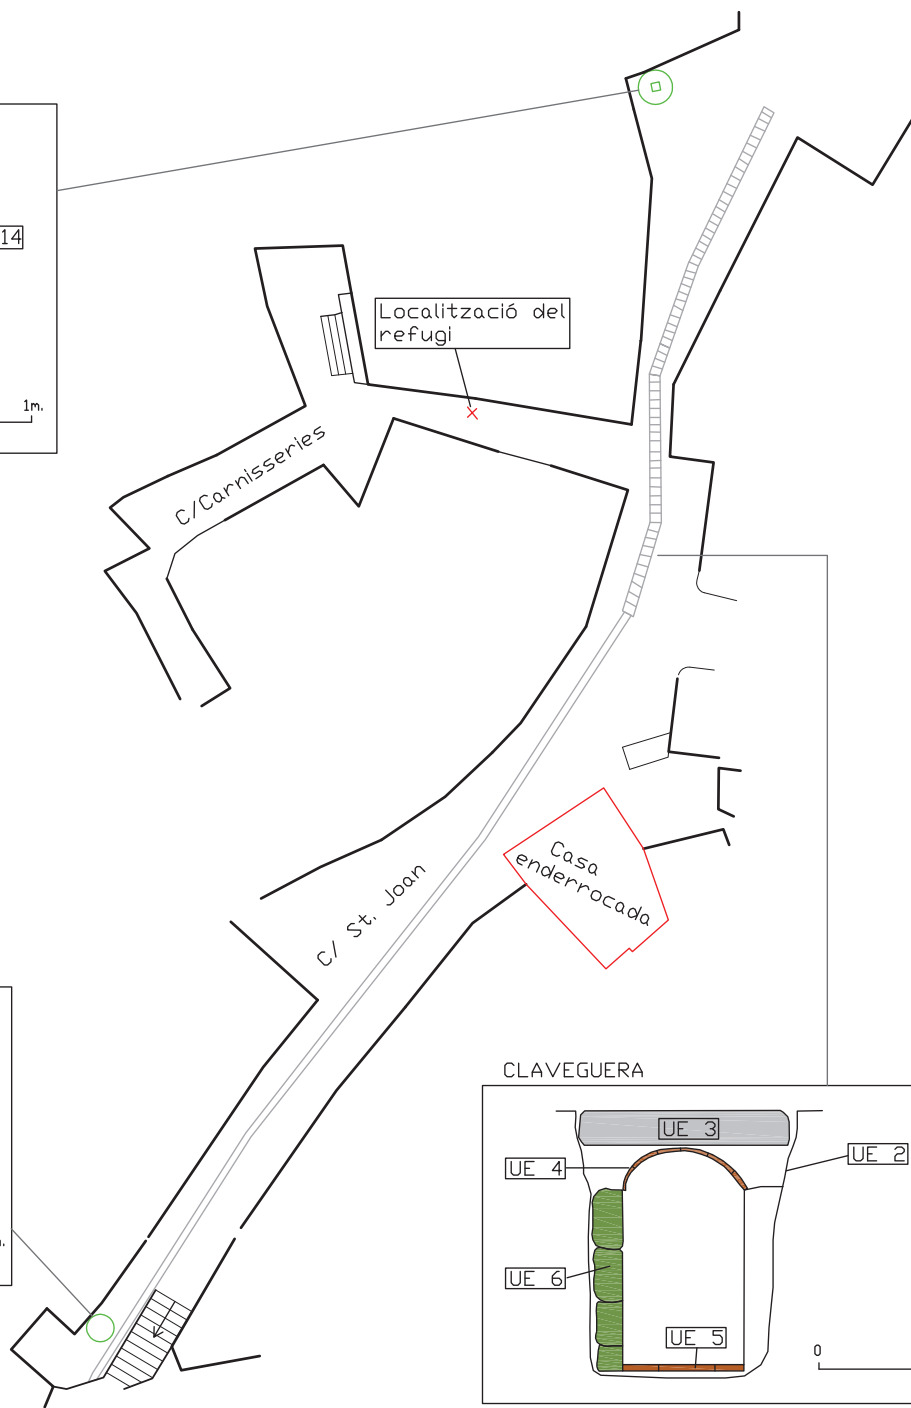 14
Localització del
refugi
1m.
C/Carnisseries
Casa
enderrocada
C/ St. Joan
CLAVEGUERA
UE 3
UE 2
UE 4
UE 6
UE 5
0